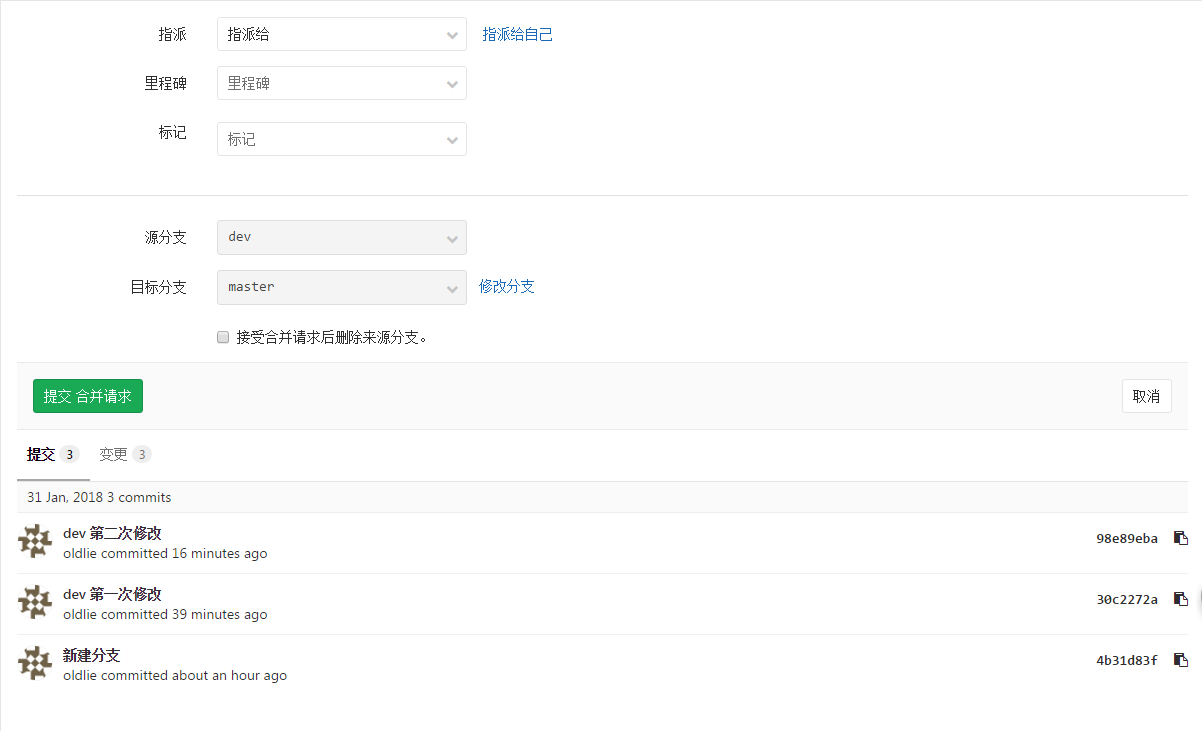 指派 指派给 指派给自己
里程碑 里程碑
标记 标记
源分支 dev
目标分支 master 修改分支
接受合并请求后删除来源分支。
提交 合并请求 取消
提交 3 变更 3
31 Jan, 2018 3 commits
dev 第二次修改
oldlie committed 16 minutes ago
98e89eba
dev 第一次修改
oldlie committed 39 minutes ago
30c2272a
新建分支
oldlie committed about an hour ago
4b31d83f